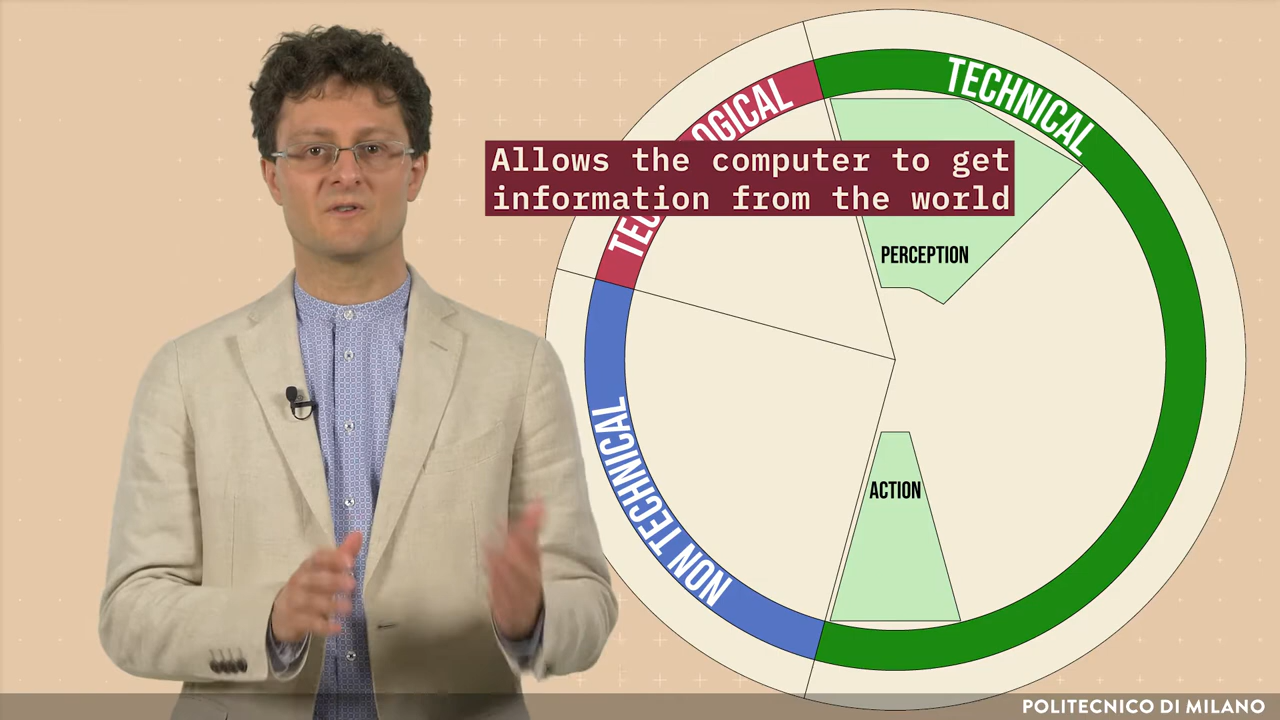 TECHNICAL
Allows the computer to get
information from the world
PERCEPTION
ACTION
NON TECHNICAL
POLITECNICO DI MILANO